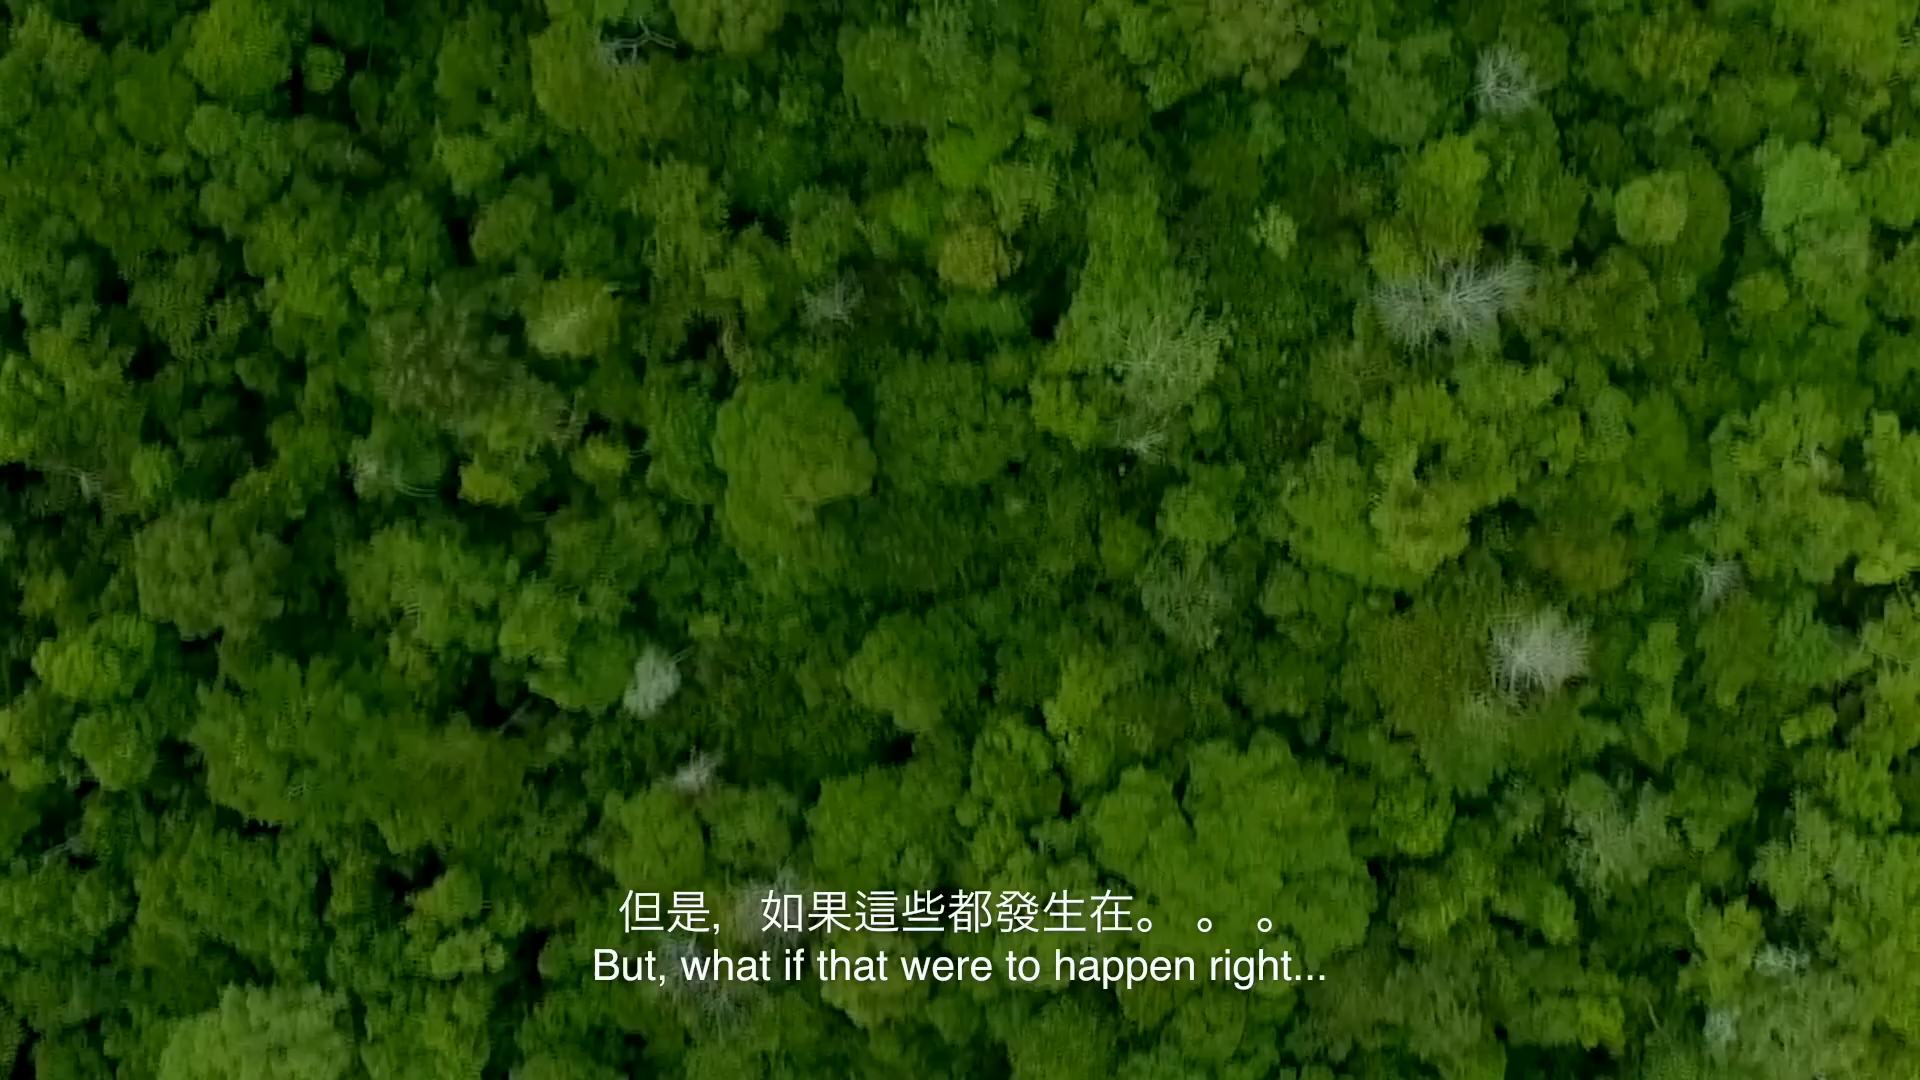 但是, 如果這些都發生在。 。 。
But, what if that were to happen right...